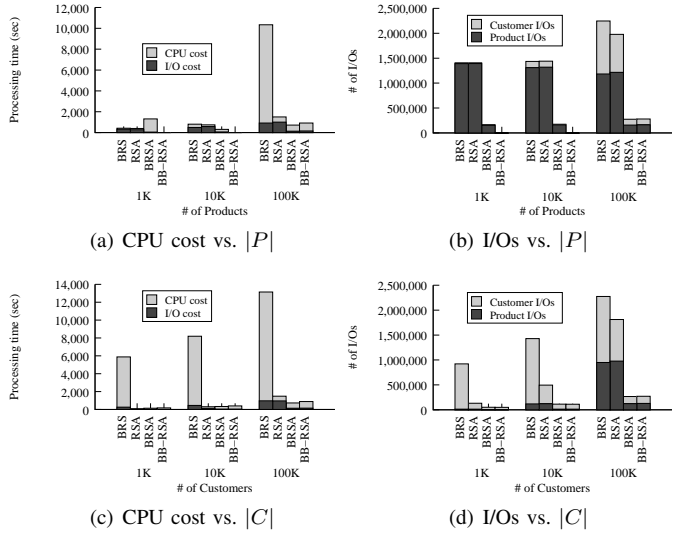 Processing time (sec)
12,000
10,000
8,000
6,000
4,000
2,000
0
CPU cost
I/O cost
BRS
RSA
BRSA
BB−RSA
BRS
RSA
BRSA
BB−RSA
BRS
RSA
BRSA
BB−RSA
1K
10K
100K
# of Products
(a) CPU cost vs. |P|
# of I/Os
2,500,000
2,000,000
1,500,000
1,000,000
500,000
0
Customer I/Os
Product I/Os
BRS
RSA
BRSA
BB−RSA
BRS
RSA
BRSA
BB−RSA
BRS
RSA
BRSA
BB−RSA
1K
10K
100K
# of Products
(b) I/Os vs. |P|
Processing time (sec)
14,000
12,000
10,000
8,000
6,000
4,000
2,000
0
CPU cost
I/O cost
BRS
RSA
BRSA
BB−RSA
BRS
RSA
BRSA
BB−RSA
BRS
RSA
BRSA
BB−RSA
1K
10K
100K
# of Customers
(c) CPU cost vs. |C|
# of I/Os
2,500,000
2,000,000
1,500,000
1,000,000
500,000
0
Customer I/Os
Product I/Os
BRS
RSA
BRSA
BB−RSA
BRS
RSA
BRSA
BB−RSA
BRS
RSA
BRSA
BB−RSA
1K
10K
100K
# of Customers
(d) I/Os vs. |C|